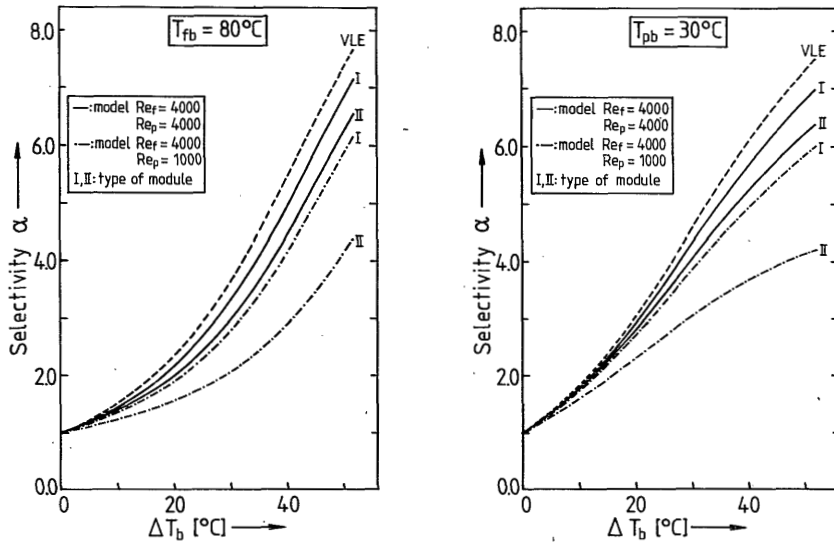 8.0
T_fb = 80°C
VLE
I
II
I
—:model Re_f = 4000
Re_p = 4000
-·-:model Re_f = 4000
Re_p = 1000
I,II: type of module
6.0
Selectivity α
4.0
II
2.0
0.0
0
20
40
Δ T_b [°C]
8.0
T_pb = 30°C
VLE
I
II
I
—:model Re_f = 4000
Re_p = 4000
-·-:model Re_f = 4000
Re_p = 1000
I,II: type of module
6.0
Selectivity α
4.0
II
2.0
0.0
0
20
40
Δ T_b [°C]